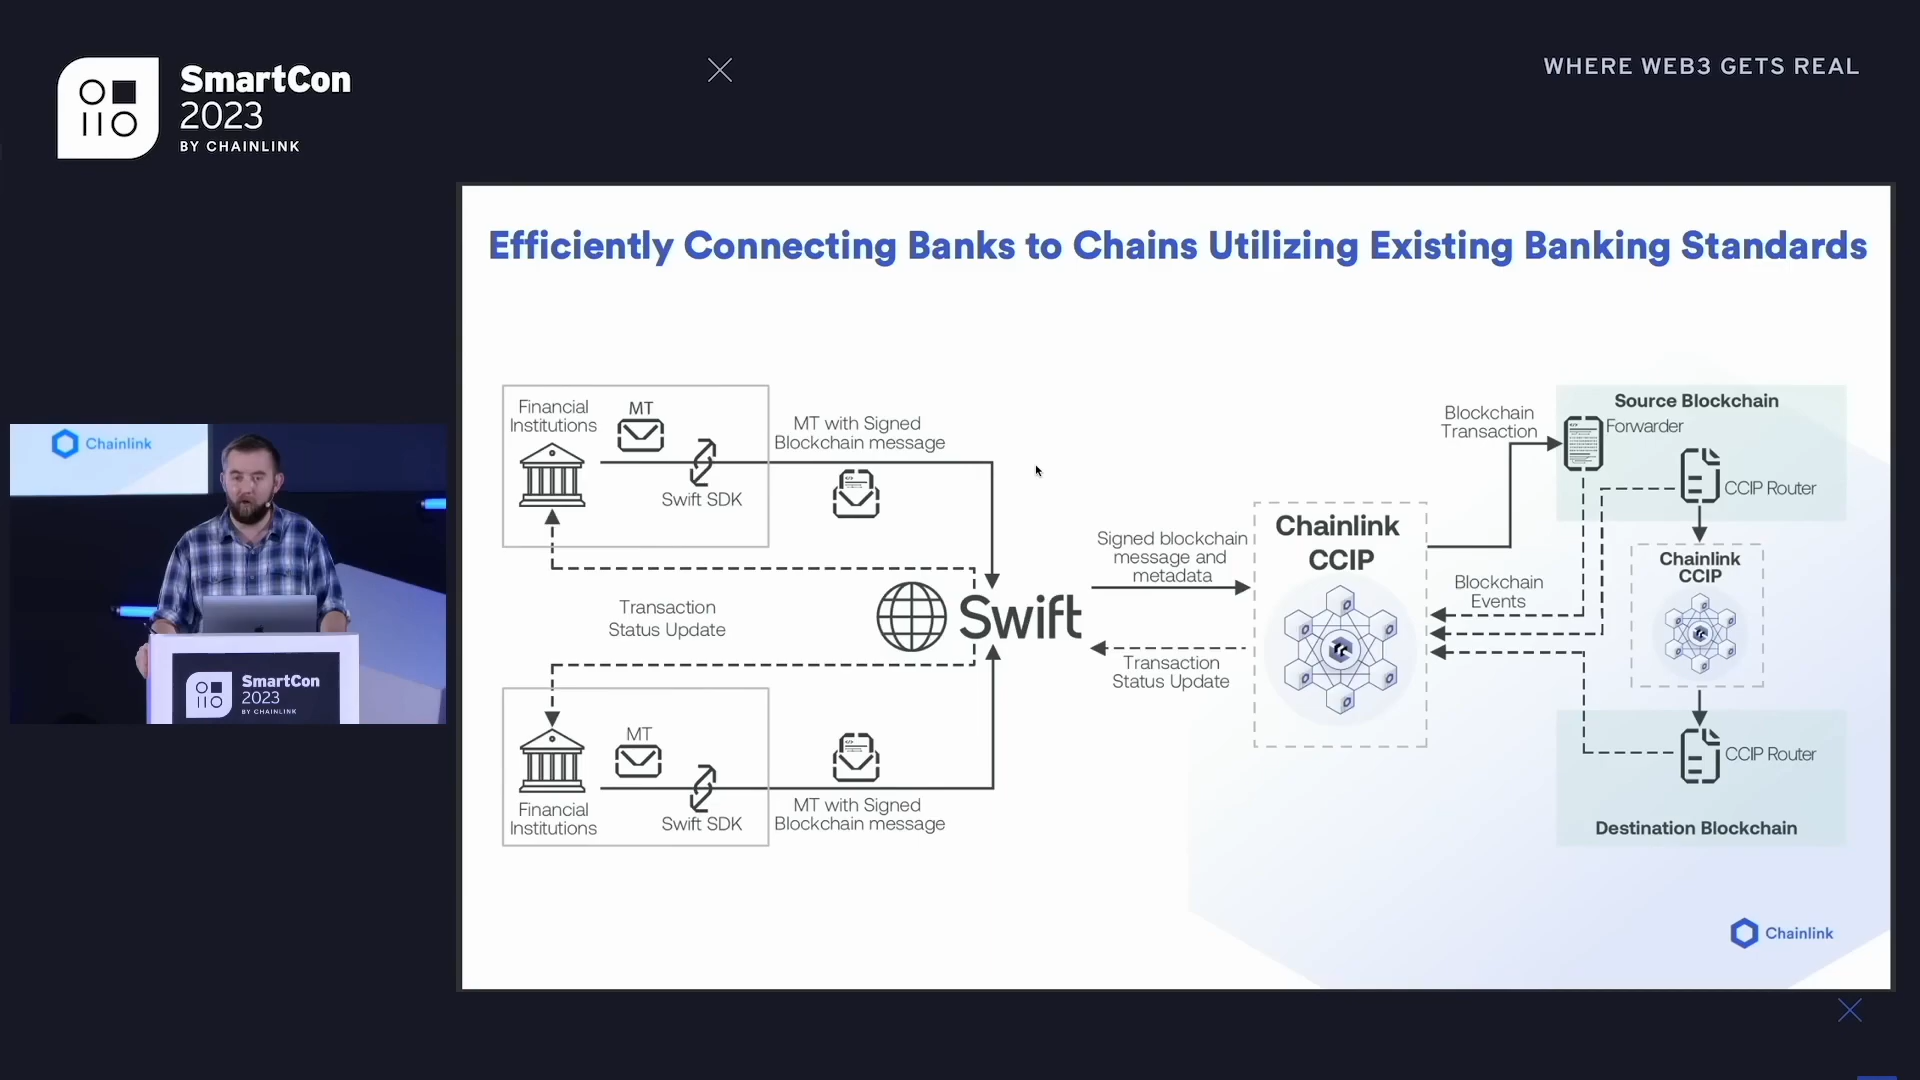 SmartCon
2023
BY CHAINLINK
WHERE WEB3 GETS REAL
Efficiently Connecting Banks to Chains Utilizing Existing Banking Standards
Financial
Institutions
MT
Swift SDK
MT with Signed
Blockchain message
Transaction
Status Update
Swift
Financial
Institutions
MT
Swift SDK
MT with Signed
Blockchain message
Signed blockchain
message and
metadata
Transaction
Status Update
Chainlink
CCIP
Blockchain
Transaction
Blockchain
Events
Source Blockchain
Forwarder
CCIP Router
Chainlink
CCIP
CCIP Router
Destination Blockchain
Chainlink
Chainlink
SmartCon
2023
BY CHAINLINK